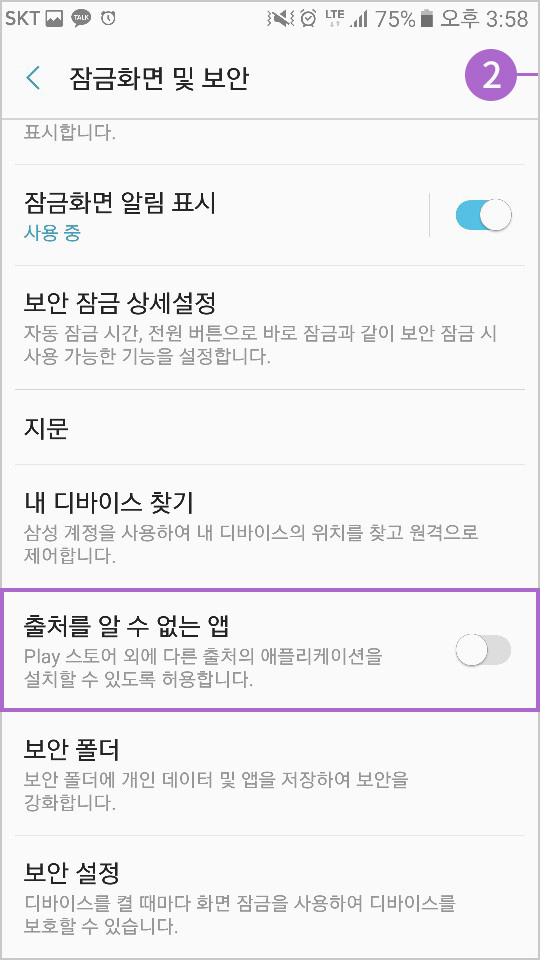 SKT TALK LTE 75% 오후 3:58
잠금화면 및 보안 2
표시합니다.
잠금화면 알림 표시
사용 중
보안 잠금 상세설정
자동 잠금 시간, 전원 버튼으로 바로 잠금과 같이 보안 잠금 시
사용 가능한 기능을 설정합니다.
지문
내 디바이스 찾기
삼성 계정을 사용하여 내 디바이스의 위치를 찾고 원격으로
제어합니다.
출처를 알 수 없는 앱
Play 스토어 외에 다른 출처의 애플리케이션을
설치할 수 있도록 허용합니다.
보안 폴더
보안 폴더에 개인 데이터 및 앱을 저장하여 보안을
강화합니다.
보안 설정
디바이스를 켤 때마다 화면 잠금을 사용하여 디바이스를
보호할 수 있습니다.